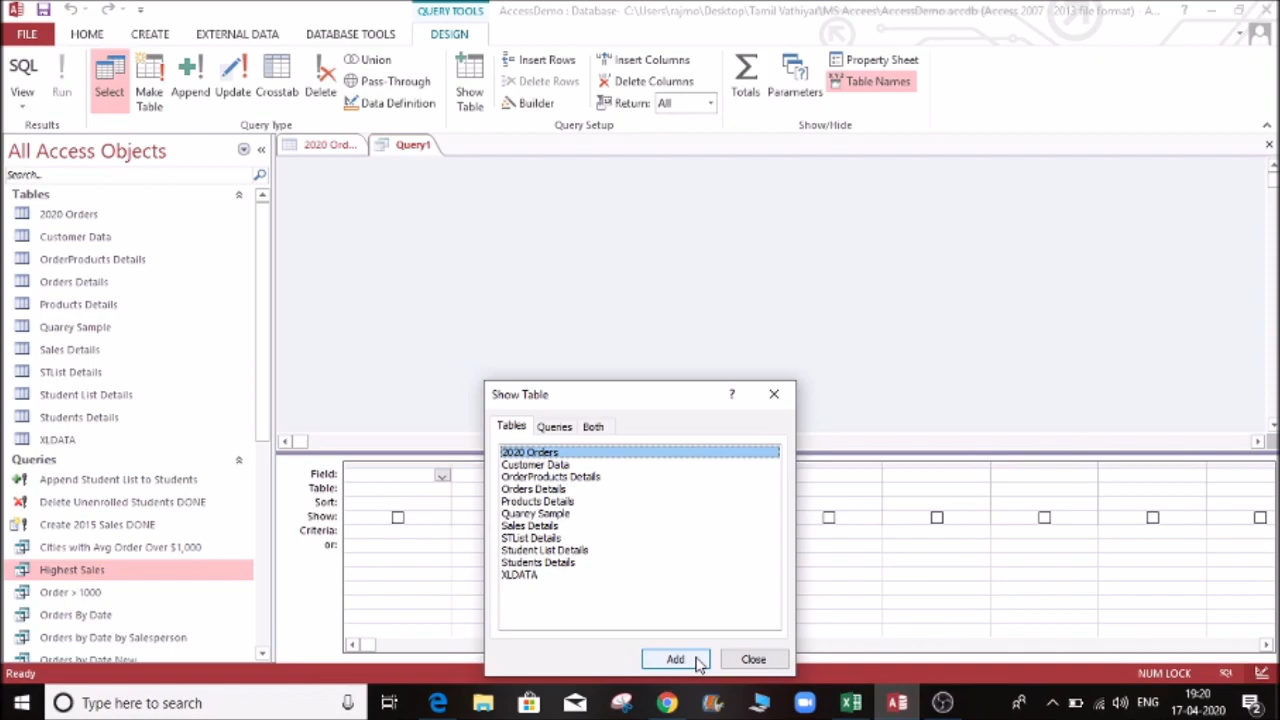 QUERY TOOLS
AccessDemo : Database- C:\Users\rajmo\Desktop\Tamil Vathiyar\MS Accees\AccessDemo.accdb (Access 2007 - 2013 file format)
A...
?
FILE
HOME
CREATE
EXTERNAL DATA
DATABASE TOOLS
DESIGN
SQL
View
Run
Results
Select
Make
Table
Append
Update
Crosstab
Delete
Union
Pass-Through
Data Definition
Query Type
Show
Table
Insert Rows
Delete Rows
Builder
Insert Columns
Delete Columns
Return: All
Query Setup
Totals
Parameters
Property Sheet
Table Names
Show/Hide
All Access Objects
Search..
Tables
2020 Orders
Customer Data
OrderProducts Details
Orders Details
Products Details
Quarey Sample
Sales Details
STList Details
Student List Details
Students Details
XLDATA
Queries
Append Student List to Students
Delete Unenrolled Students DONE
Create 2015 Sales DONE
Cities with Avg Order Over $1,000
Highest Sales
Order > 1000
Orders By Date
Orders by Date by Salesperson
Orders by Date New
2020 Ord...
Query1
Field:
Table:
Sort:
Show:
Criteria:
or:
Show Table
?
Tables
Queries
Both
2020 Orders
Customer Data
OrderProducts Details
Orders Details
Products Details
Quarey Sample
Sales Details
STList Details
Student List Details
Students Details
XLDATA
Add
Close
Ready
NUM LOCK
SQL
Type here to search
ENG
19:20
17-04-2020
2